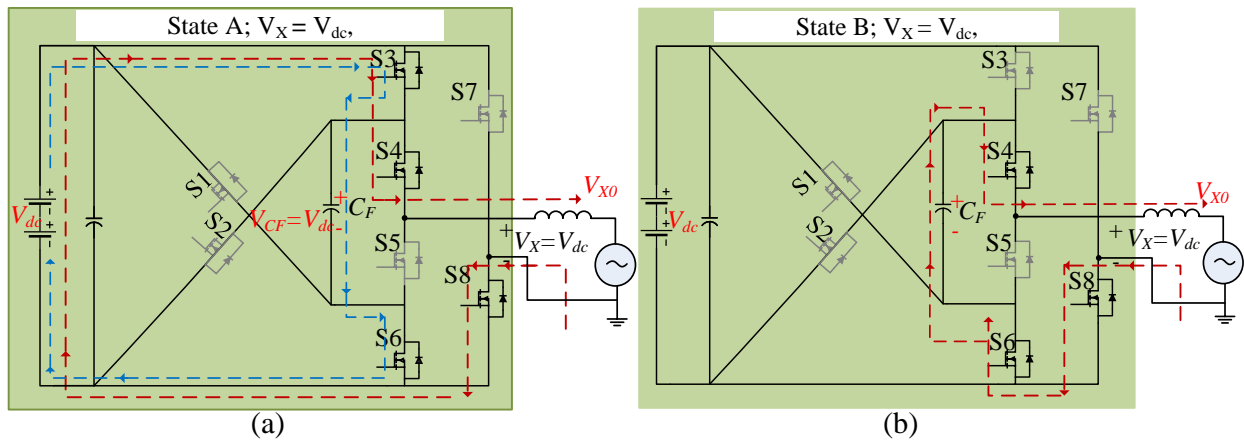 State A; VX = Vdc,
S3
S7
S4
S1
S2
Vdc
VCF=Vdc
+
-
CF
VX0
S5
+
VX=Vdc
-
S8
S6
(a)
State B; VX = Vdc,
S3
S7
S4
S1
S2
Vdc
+
-
CF
VX0
S5
+
VX=Vdc
-
S8
S6
(b)